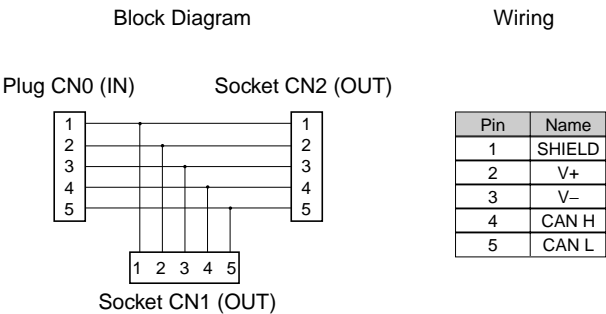 Block Diagram
Wiring
Plug CN0 (IN)
Socket CN2 (OUT)
1
2
3
4
5
1
2
3
4
5
1 2 3 4 5
Socket CN1 (OUT)
Pin Name
1 SHIELD
2 V+
3 V–
4 CAN H
5 CAN L